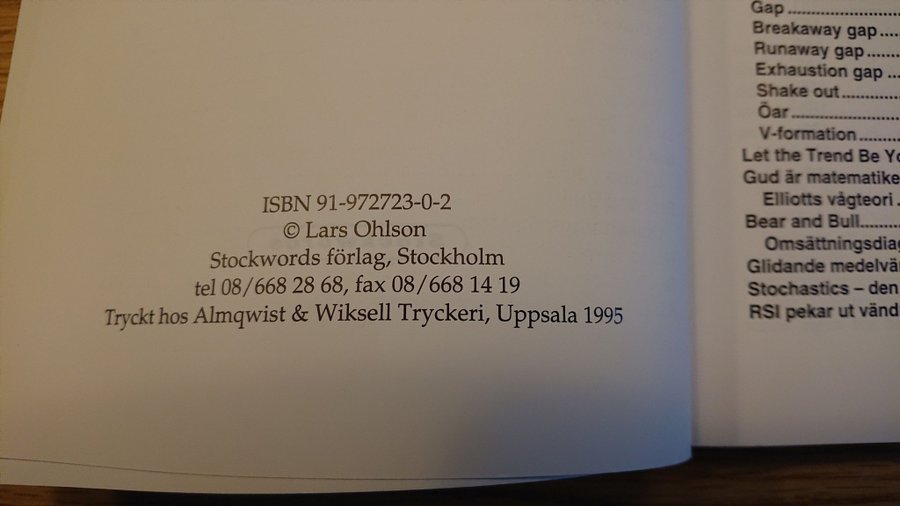 ISBN 91-972723-0-2
© Lars Ohlson
Stockwords förlag, Stockholm
tel 08/668 28 68, fax 08/668 14 19
Tryckt hos Almqwist & Wiksell Tryckeri, Uppsala 1995
Gap
Breakaway gap
Runaway gap
Exhaustion gap
Shake out
Öar
V-formation
Let the Trend Be
Gud är
Elliotts vågteori
Bear and Bull
Glidande
Stochastics – den
RSI pekar ut